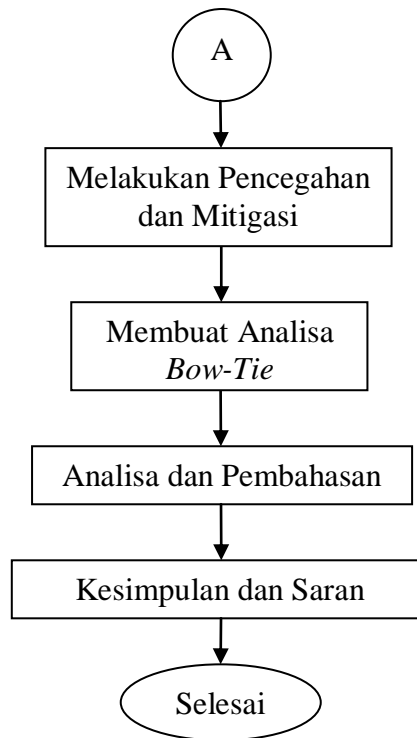 A
Melakukan Pencegahan
dan Mitigasi
Membuat Analisa
Bow-Tie
Analisa dan Pembahasan
Kesimpulan dan Saran
Selesai